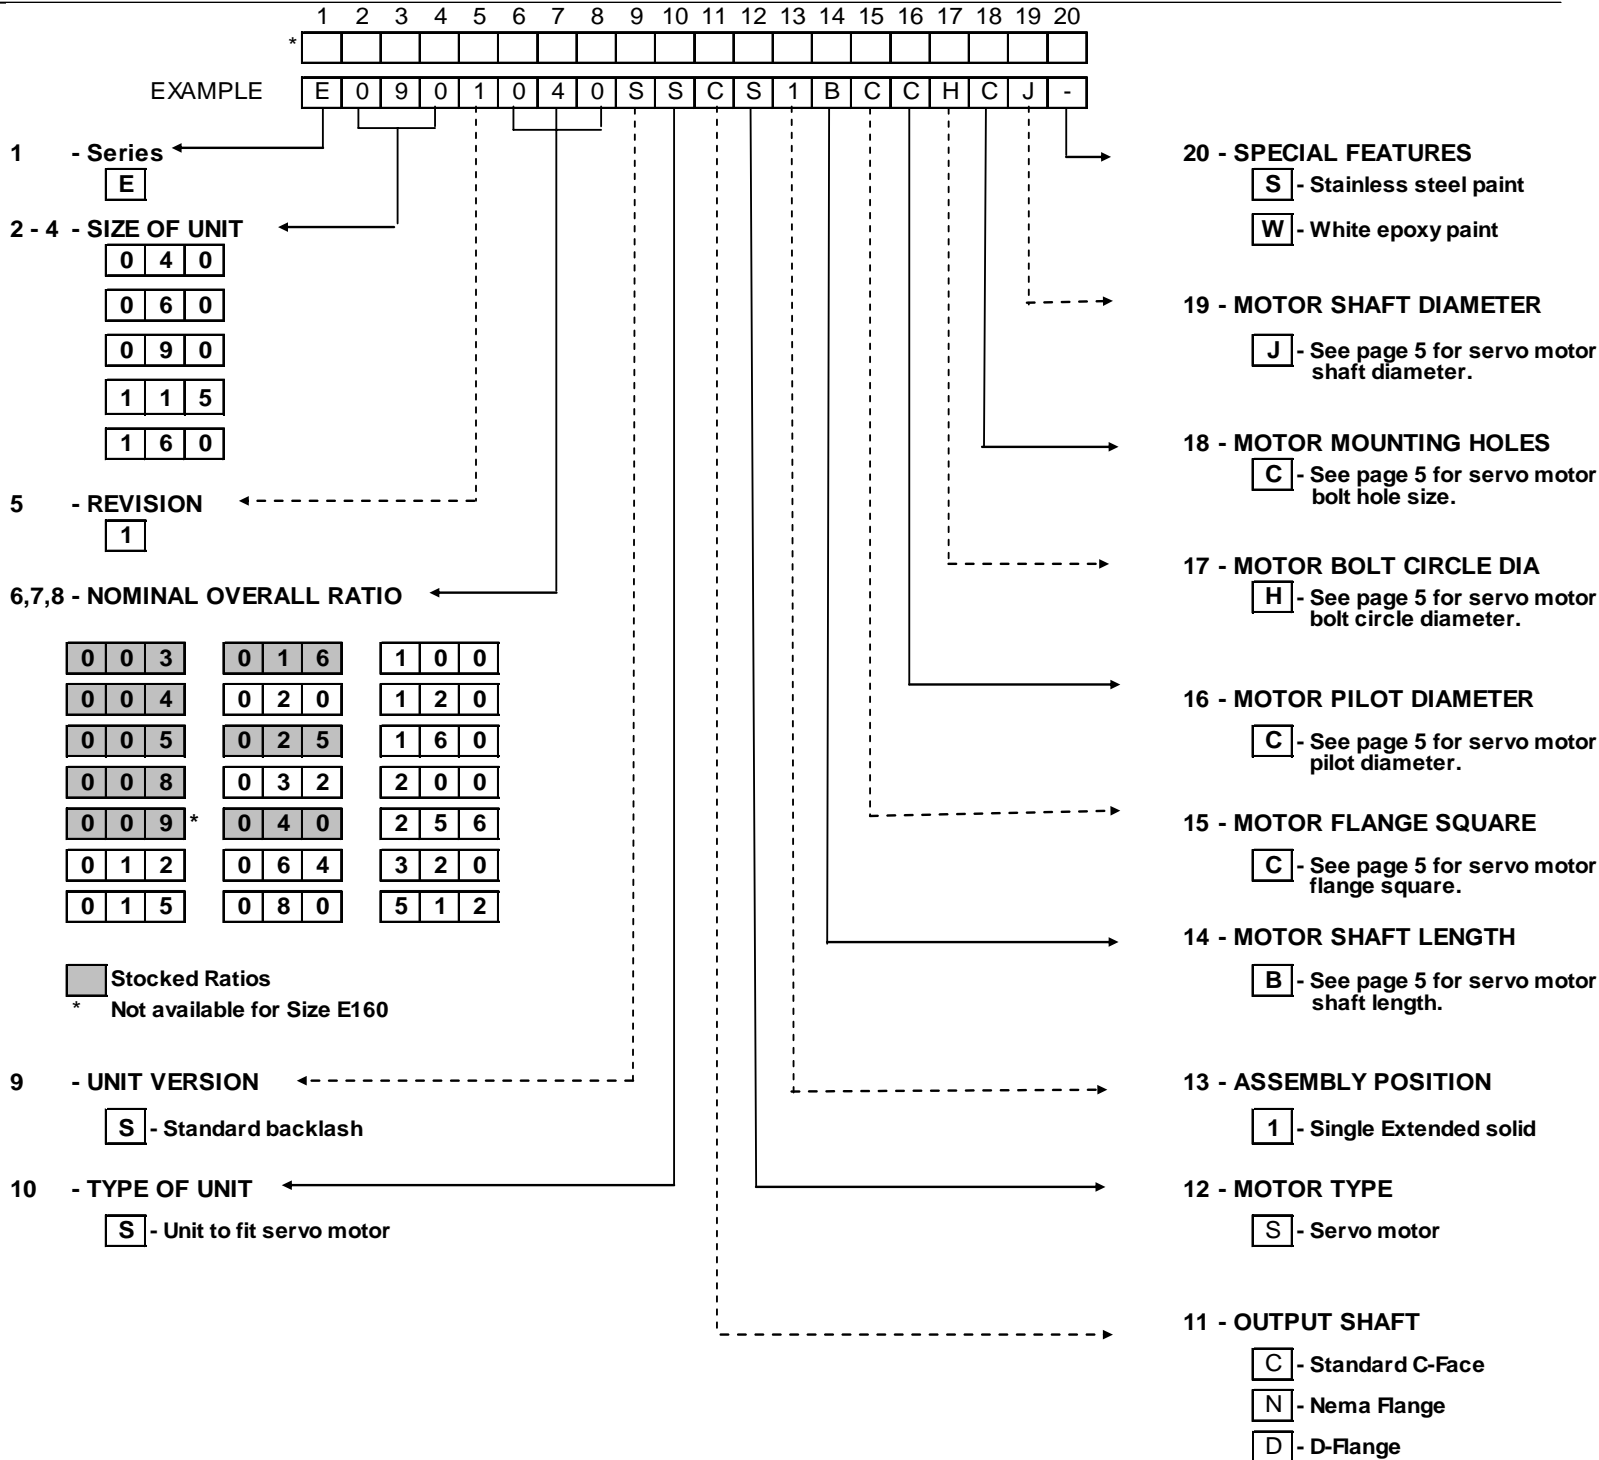 1 2 3 4 5 6 7 8 9 10 11 12 13 14 15 16 17 18 19 20
*
EXAMPLE E 0 9 0 1 0 4 0 S S C S 1 B C C H C J -
1 - Series
E
2 - 4 - SIZE OF UNIT
0 4 0
0 6 0
0 9 0
1 1 5
1 6 0
5 - REVISION
1
6,7,8 - NOMINAL OVERALL RATIO
0 0 3 0 1 6 1 0 0
0 0 4 0 2 0 1 2 0
0 0 5 0 2 5 1 6 0
0 0 8 0 3 2 2 0 0
0 0 9 * 0 4 0 2 5 6
0 1 2 0 6 4 3 2 0
0 1 5 0 8 0 5 1 2
Stocked Ratios
* Not available for Size E160
9 - UNIT VERSION
S - Standard backlash
10 - TYPE OF UNIT
S - Unit to fit servo motor
20 - SPECIAL FEATURES
S - Stainless steel paint
W - White epoxy paint
19 - MOTOR SHAFT DIAMETER
J - See page 5 for servo motor
shaft diameter.
18 - MOTOR MOUNTING HOLES
C - See page 5 for servo motor
bolt hole size.
17 - MOTOR BOLT CIRCLE DIA
H - See page 5 for servo motor
bolt circle diameter.
16 - MOTOR PILOT DIAMETER
C - See page 5 for servo motor
pilot diameter.
15 - MOTOR FLANGE SQUARE
C - See page 5 for servo motor
flange square.
14 - MOTOR SHAFT LENGTH
B - See page 5 for servo motor
shaft length.
13 - ASSEMBLY POSITION
1 - Single Extended solid
12 - MOTOR TYPE
S - Servo motor
11 - OUTPUT SHAFT
C - Standard C-Face
N - Nema Flange
D - D-Flange